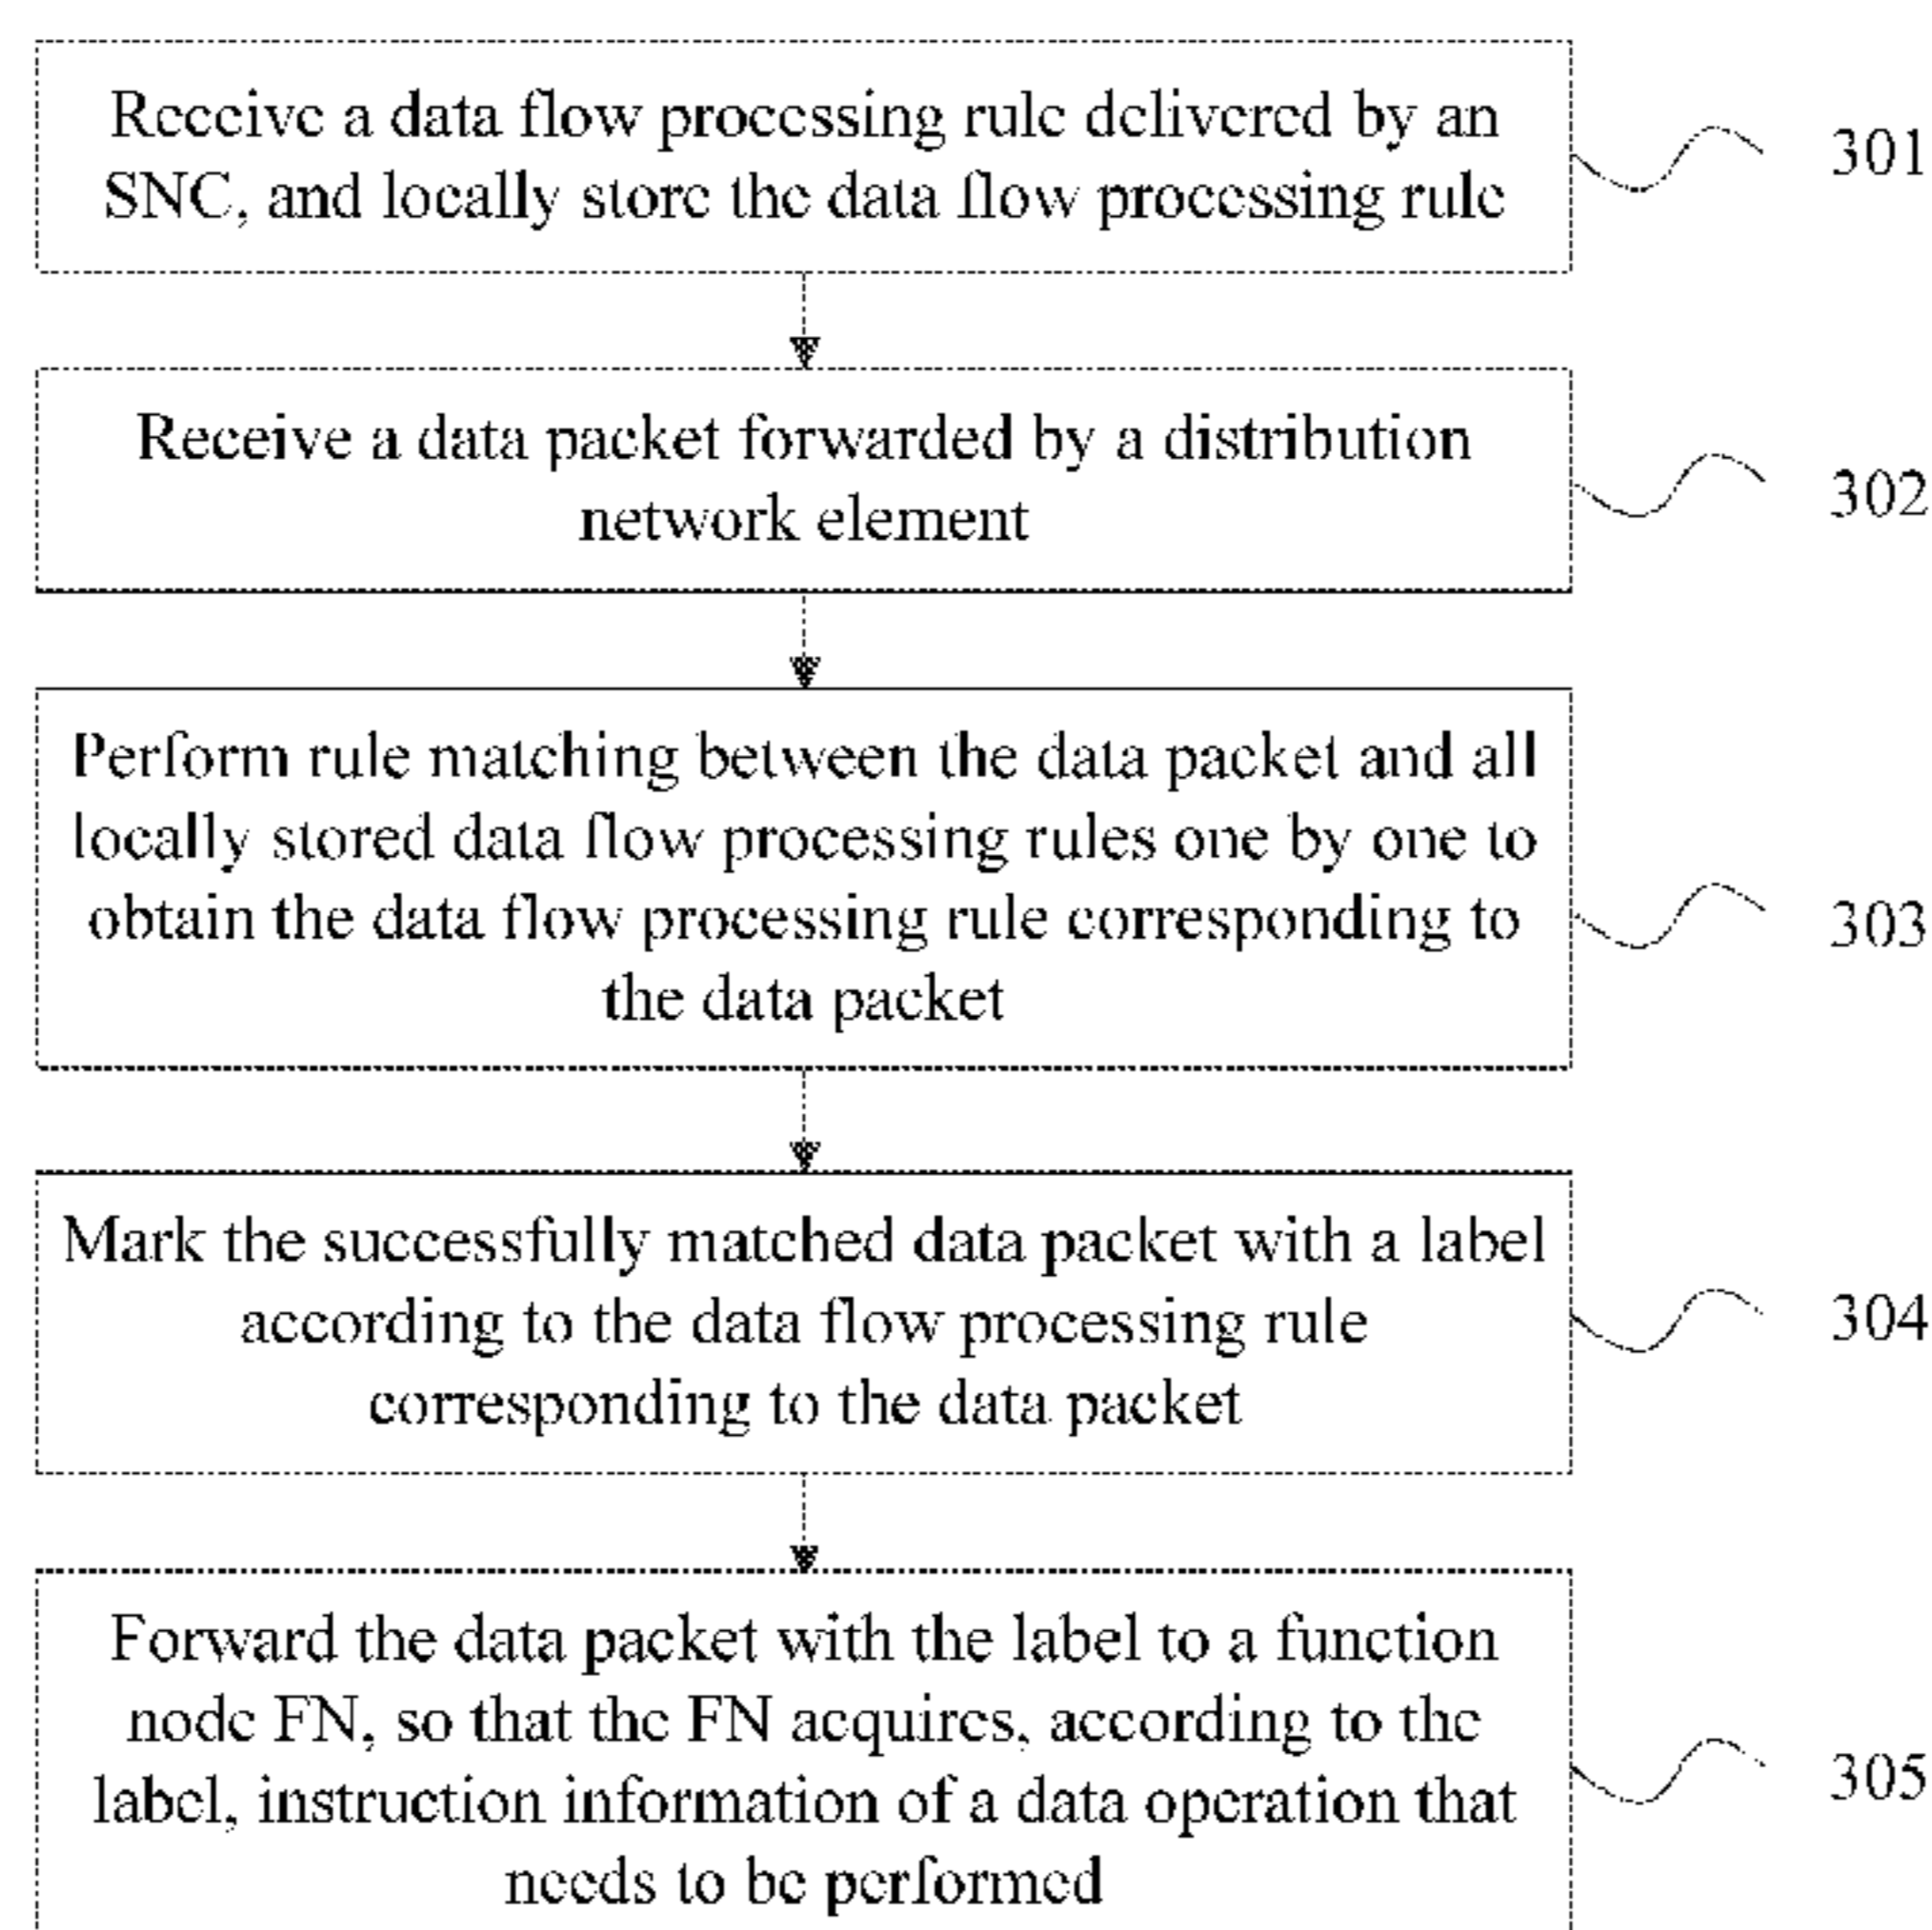 Receive a data flow processing rule delivered by an
SNC, and locally store the data flow processing rule
301
Receive a data packet forwarded by a distribution
network element
302
Perform rule matching between the data packet and all
locally stored data flow processing rules one by one to
obtain the data flow processing rule corresponding to
the data packet
303
Mark the successfully matched data packet with a label
according to the data flow processing rule
corresponding to the data packet
304
Forward the data packet with the label to a function
node FN, so that the FN acquires, according to the
label, instruction information of a data operation that
needs to be performed
305